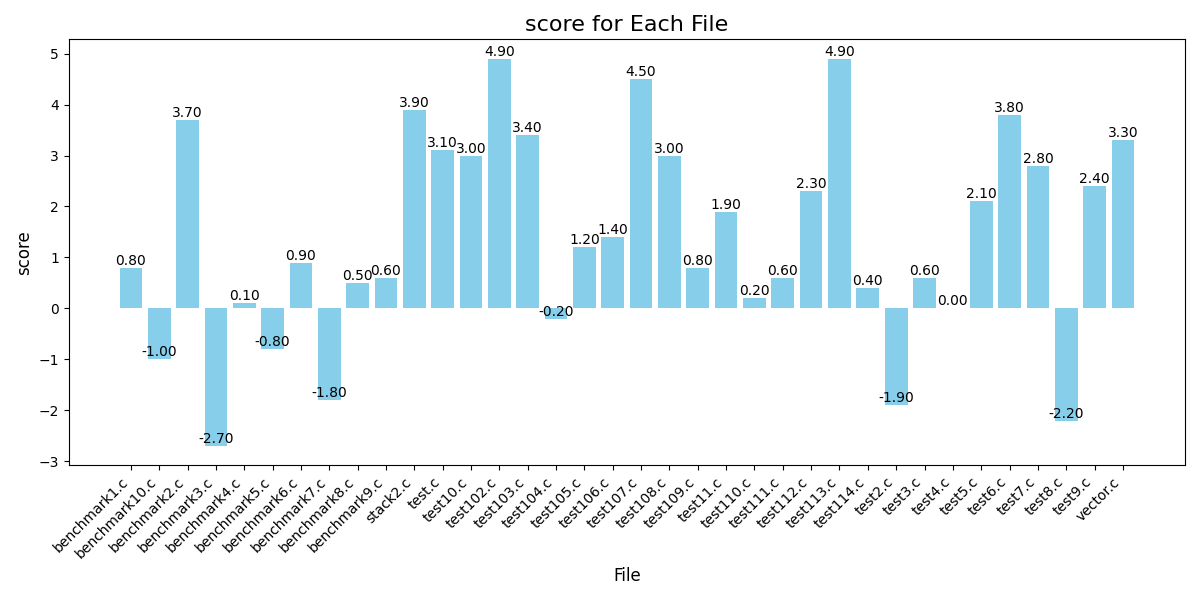 score for Each File
score
5
4
3
2
1
0
−1
−2
−3
0.80
-1.00
3.70
-2.70
0.10
-0.80
0.90
-1.80
0.50
0.60
3.90
3.10
3.00
4.90
3.40
-0.20
1.20
1.40
4.50
3.00
0.80
1.90
0.20
0.60
2.30
4.90
0.40
-1.90
0.60
0.00
2.10
3.80
2.80
-2.20
2.40
3.30
benchmark1.c
benchmark10.c
benchmark2.c
benchmark3.c
benchmark4.c
benchmark5.c
benchmark6.c
benchmark7.c
benchmark8.c
benchmark9.c
stack2.c
test.c
test10.c
test102.c
test103.c
test104.c
test105.c
test106.c
test107.c
test108.c
test109.c
test11.c
test110.c
test111.c
test112.c
test113.c
test114.c
test2.c
test3.c
test4.c
test5.c
test6.c
test7.c
test8.c
test9.c
vector.c
File